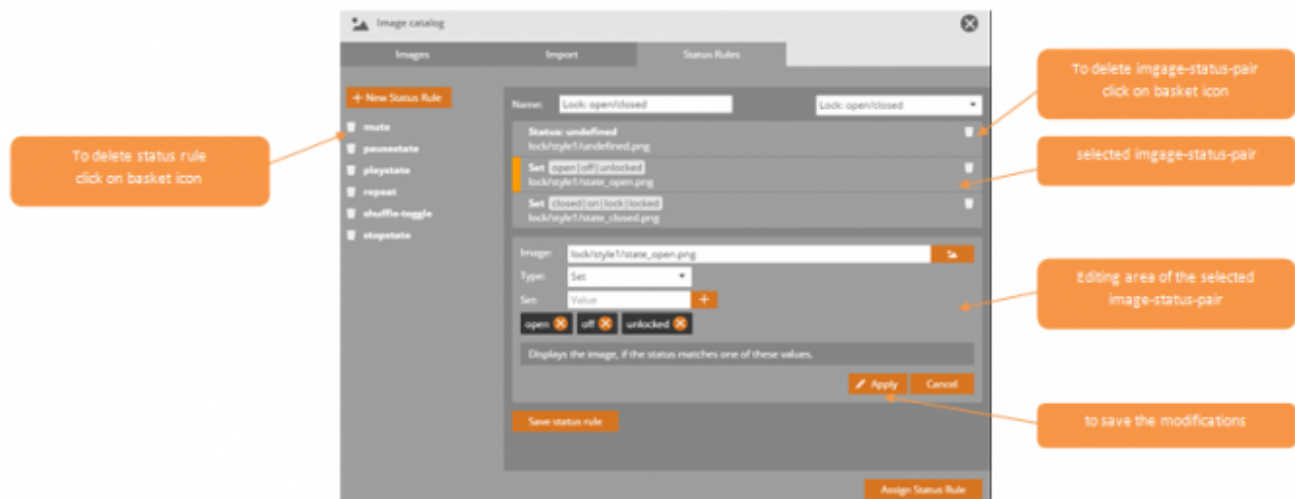 Image catalog
Images
Import
Status Rules
+ New Status Rule
mute
pausestate
playstate
repeat
shuffle-toggle
stopstate
Name:
Lock: open/closed
Lock: open/closed
Status: undefined
lock/style1/undefined.png
Set open|off|unlocked
lock/style1/state_open.png
Set closed|on|lock|locked
lock/style1/state_closed.png
Image:
lock/style1/state_open.png
Type:
Set
Set:
Value
+
open
off
unlocked
Displays the image, if the status matches one of these values.
Apply
Cancel
Save status rule
Assign Status Rule
To delete status rule
click on basket icon
To delete imgage-status-pair
click on basket icon
selected imgage-status-pair
Editing area of the selected
image-status-pair
to save the modifications